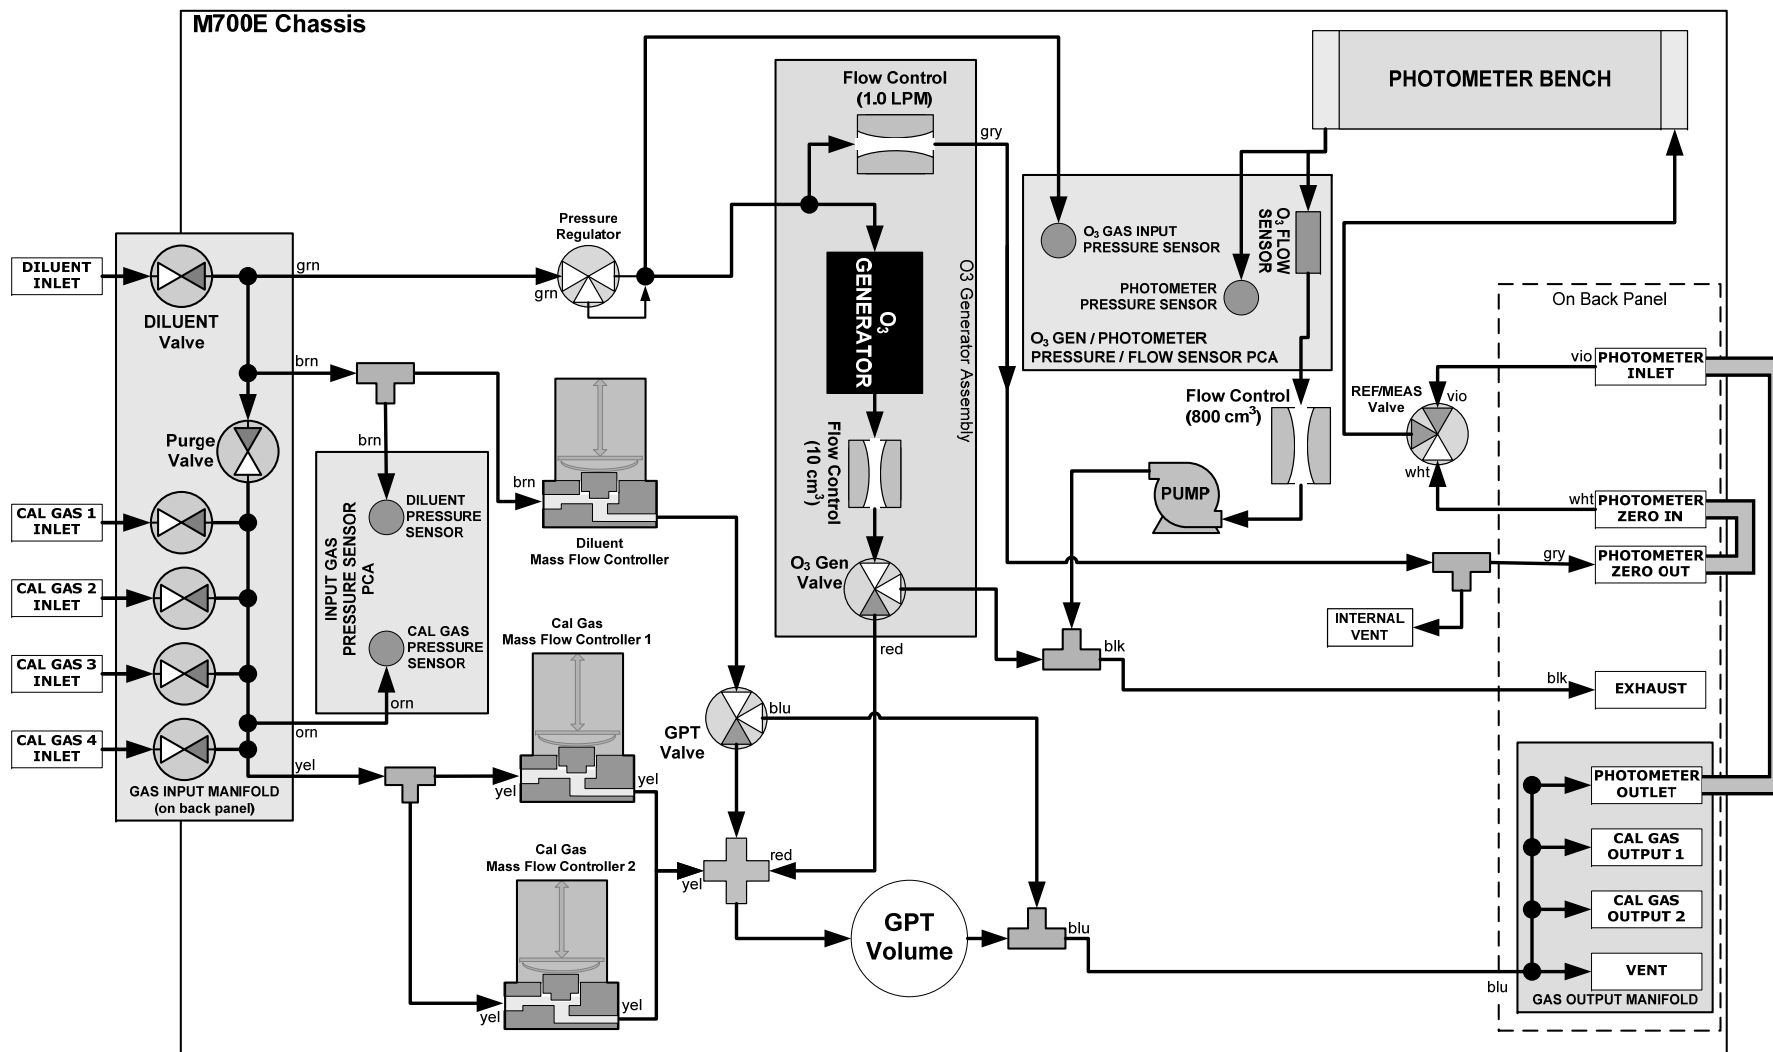 M700E Chassis
DILUENT
INLET
DILUENT
Valve
grn
Pressure
Regulator
grn
Flow Control
(1.0 LPM)
gry
O3 GENERATOR
O3 Generator Assembly
Flow Control
(10 cm3)
O3 Gen
Valve
red
PHOTOMETER BENCH
O3 GAS INPUT
PRESSURE SENSOR
O3 FLOW
SENSOR
PHOTOMETER
PRESSURE SENSOR
O3 GEN / PHOTOMETER
PRESSURE / FLOW SENSOR PCA
Flow Control
(800 cm3)
PUMP
REF/MEAS
Valve
vio
wht
On Back Panel
vio
PHOTOMETER
INLET
wht
PHOTOMETER
ZERO IN
gry
PHOTOMETER
ZERO OUT
INTERNAL
VENT
blk
blk
EXHAUST
brn
Purge
Valve
brn
brn
DILUENT
PRESSURE
SENSOR
INPUT GAS
PRESSURE SENSOR
PCA
CAL GAS
PRESSURE
SENSOR
orn
orn
Diluent
Mass Flow Controller
CAL GAS 1
INLET
CAL GAS 2
INLET
CAL GAS 3
INLET
CAL GAS 4
INLET
GAS INPUT MANIFOLD
(on back panel)
yel
Cal Gas
Mass Flow Controller 1
yel
yel
Cal Gas
Mass Flow Controller 2
yel
yel
GPT
Valve
blu
red
yel
GPT
Volume
blu
blu
PHOTOMETER
OUTLET
CAL GAS
OUTPUT 1
CAL GAS
OUTPUT 2
VENT
GAS OUTPUT MANIFOLD